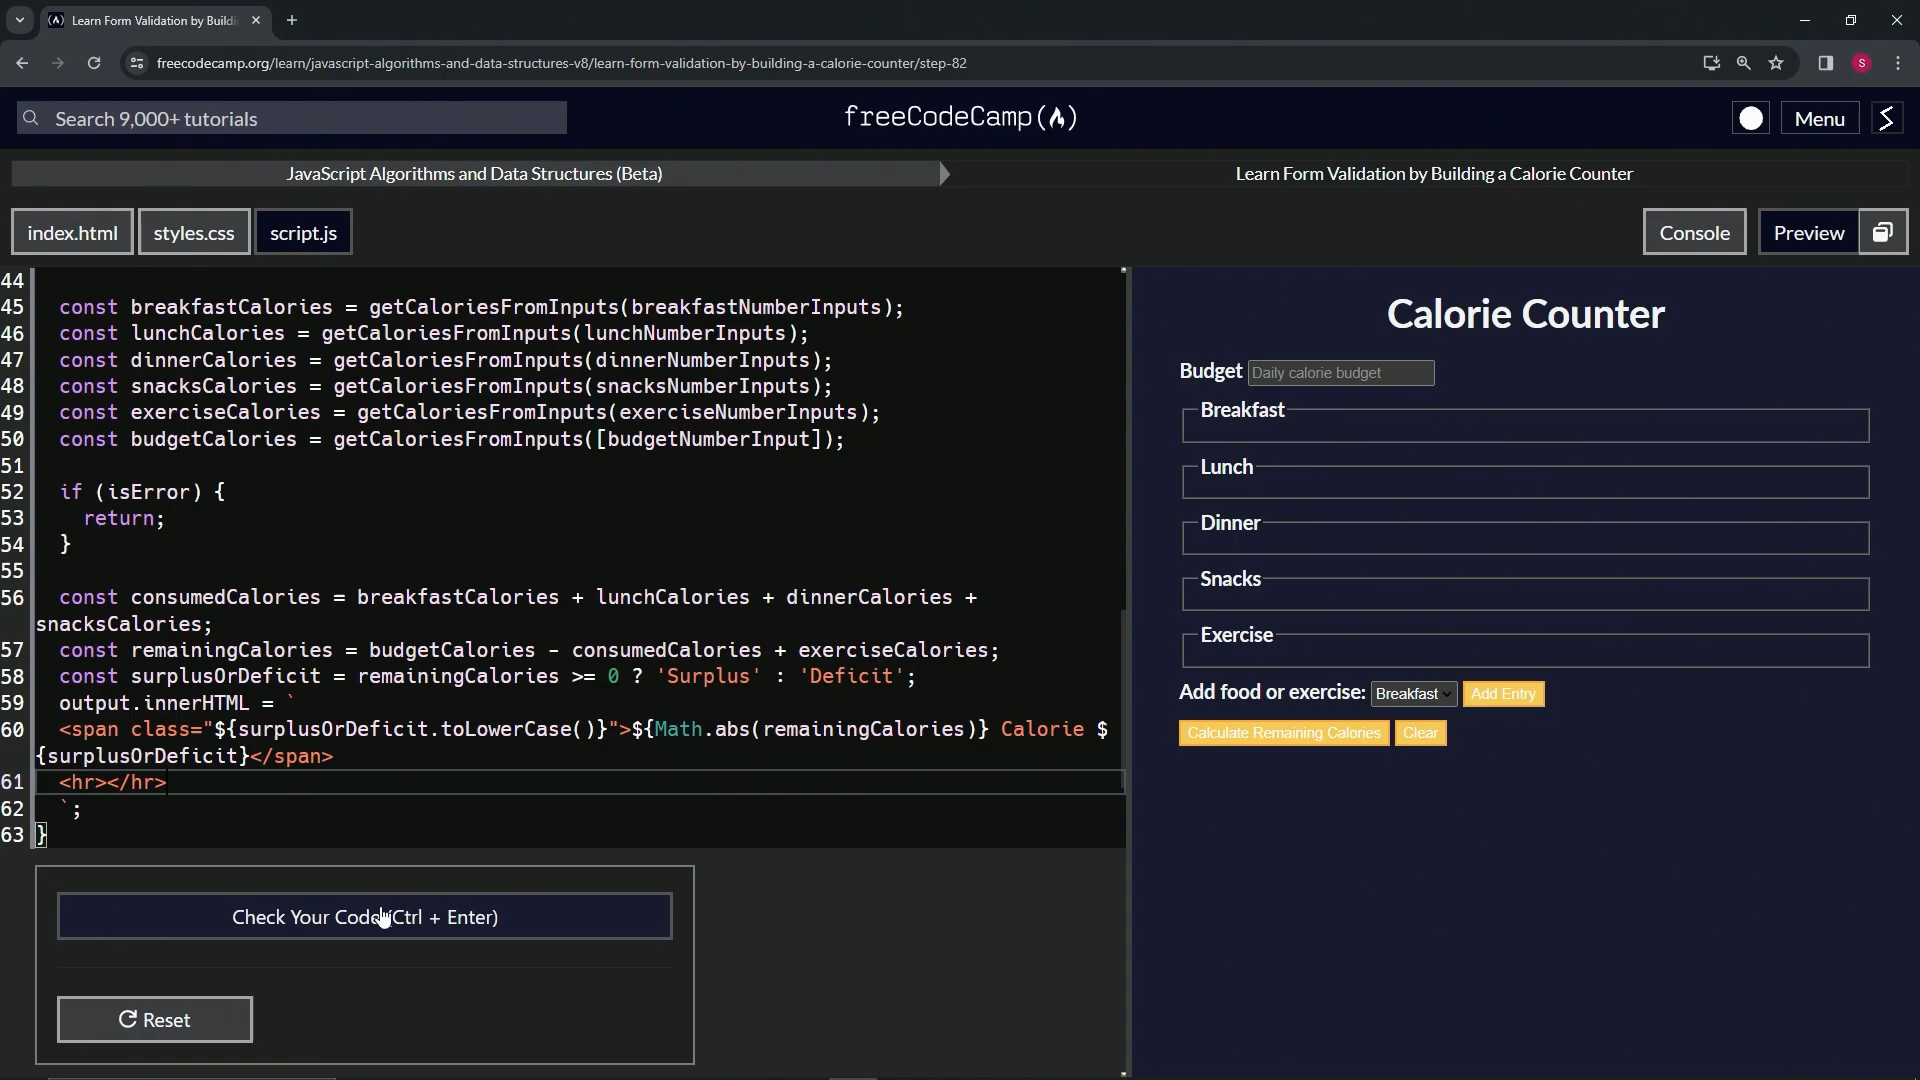 Learn Form Validation by Buildi
freecodecamp.org/learn/javascript-algorithms-and-data-structures-v8/learn-form-validation-by-building-a-calorie-counter/step-82
S
Search 9,000+ tutorials
freeCodeCamp(🔥)
Menu
JavaScript Algorithms and Data Structures (Beta)
Learn Form Validation by Building a Calorie Counter
index.html
styles.css
script.js
Console
Preview
44
45 const breakfastCalories = getCaloriesFromInputs(breakfastNumberInputs);
46 const lunchCalories = getCaloriesFromInputs(lunchNumberInputs);
47 const dinnerCalories = getCaloriesFromInputs(dinnerNumberInputs);
48 const snacksCalories = getCaloriesFromInputs(snacksNumberInputs);
49 const exerciseCalories = getCaloriesFromInputs(exerciseNumberInputs);
50 const budgetCalories = getCaloriesFromInputs([budgetNumberInput]);
51
52 if (isError) {
53 return;
54 }
55
56 const consumedCalories = breakfastCalories + lunchCalories + dinnerCalories +
snacksCalories;
57 const remainingCalories = budgetCalories - consumedCalories + exerciseCalories;
58 const surplusOrDeficit = remainingCalories >= 0 ? 'Surplus' : 'Deficit';
59 output.innerHTML = `
60 <span class="${surplusOrDeficit.toLowerCase()}">${Math.abs(remainingCalories)} Calorie $
{surplusOrDeficit}</span>
61 <hr></hr>
62 `;
63 }
Check Your Code (Ctrl + Enter)
Reset
Calorie Counter
Budget Daily calorie budget
Breakfast
Lunch
Dinner
Snacks
Exercise
Add food or exercise: Breakfast Add Entry
Calculate Remaining Calories Clear